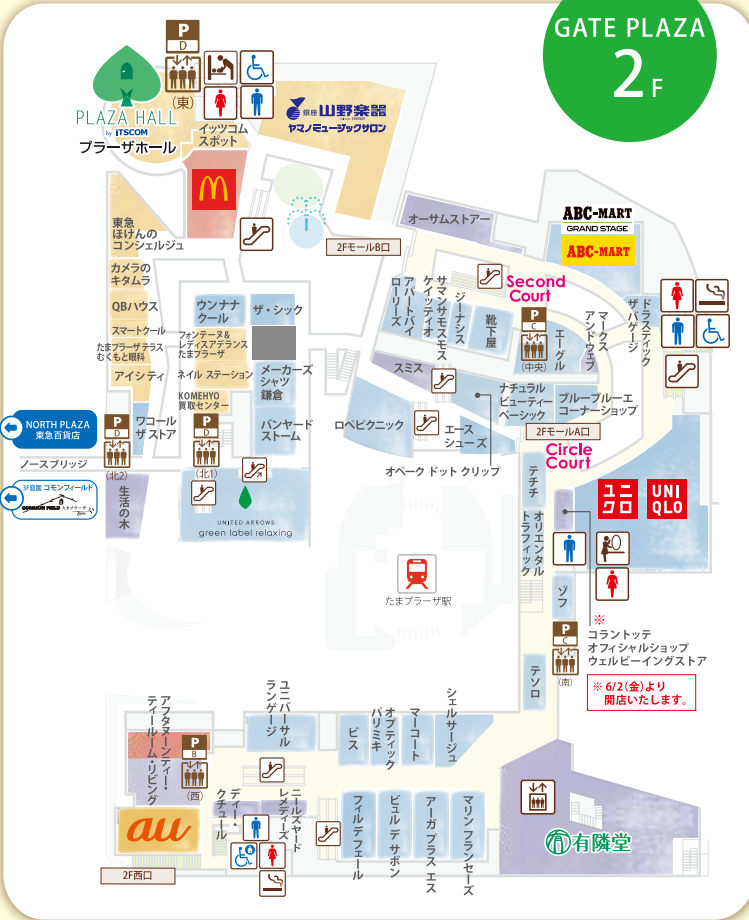 GATE PLAZA
2F
P
D
(東)
PLAZA HALL
by iTSCOM
プラーザホール
イッツコム
スポット
銀座 山野楽器
ヤマノミュージックサロン
M
東急
ほけんの
コンシェルジュ
カメラの
キタムラ
QBハウス
スマートクール
たまプラーザテラス
むくもと眼科
アイシティ
ウンナナ
クール
ザ・シック
フォンテーヌ&
レディスアデランス
たまプラーザ
ネイル ステーション
KOMEHYO
買取センター
メーカーズ
シャツ
鎌倉
バンヤード
ストーム
2FモールB口
オーサムストアー
ABC-MART
GRAND STAGE
ABC-MART
Second
Court
アパートバイ
ローリーズ
サマンサモスモス
ケイッティオ
ジーナシス
靴下屋
P
C
(中央)
エーグル
マークス
アンドウェブ
ドラスティック
ザバゲージ
スミス
ナチュラル
ビューティー
ベーシック
ブルーブルーエ
コーナーショップ
ロペピクニック
エース
シューズ
オペーク ドット クリップ
2FモールA口
Circle
Court
NORTH PLAZA
東急百貨店
ノースブリッジ
3F庭園 コモンフィールド
COMMON FIELD たまプラーザ
P
D
(北2)
ワコール
ザストア
P
D
(北1)
生活の木
UNITED ARROWS
green label relaxing
テチチ
オリエンタル
トラフィック
ユニ
クロ
UNI
QLO
たまプラーザ駅
ゾフ
P
C
(南)
※
コラントッテ
オフィシャルショップ
ウェルビーイングストア
※ 6/2(金)より
開店いたします。
テソロ
アフタヌーンティー・
ティールーム・リビング
P
B
(西)
ユニバーサル
ランゲージ
ビス
オプティック
パリミキ
マーコート
シェルサージュ
au
ディー・
クチュール
ニールズヤード
レメディーズ
フィル デフェール
ビュル デ サボン
アーガ プラス エス
マリン フランセーズ
有隣堂
2F西口